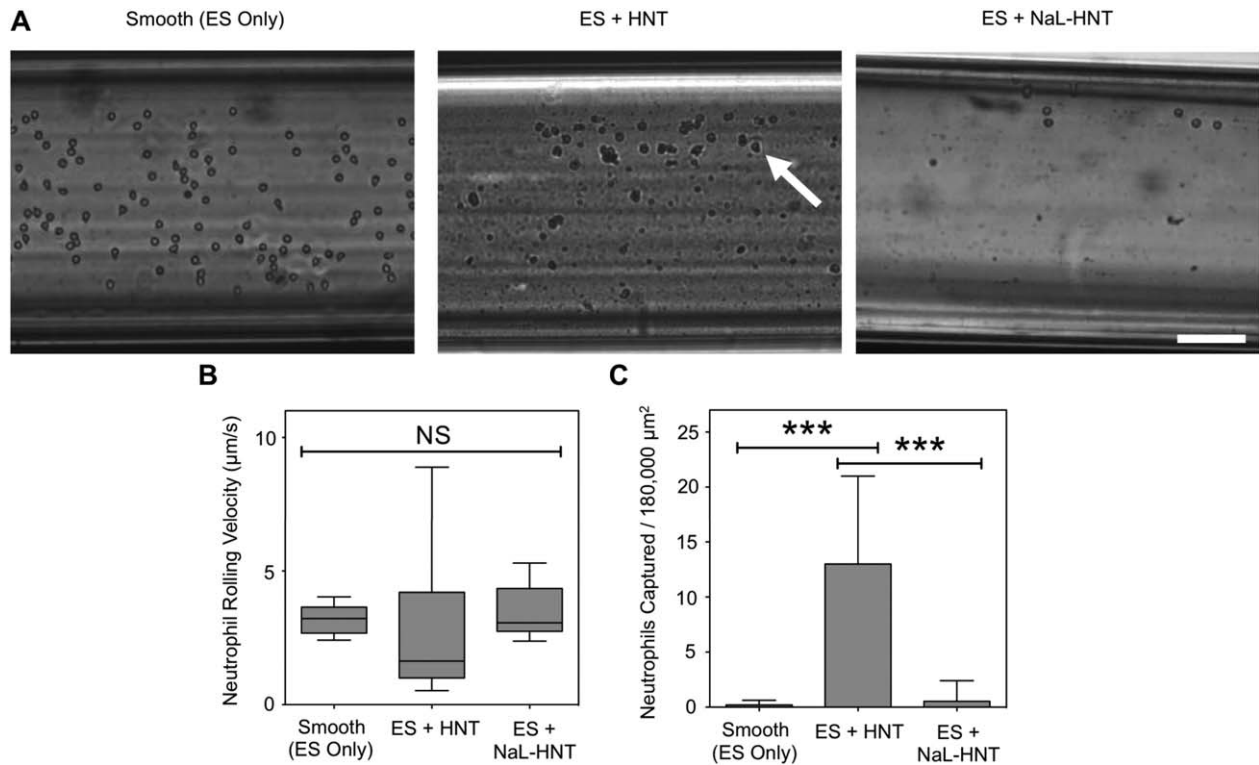 A
Smooth (ES Only)
ES + HNT
ES + NaL-HNT
B
Neutrophil Rolling Velocity (µm/s)
10
5
0
NS
Smooth
(ES Only)
ES + HNT
ES +
NaL-HNT
C
Neutrophils Captured / 180,000 µm²
25
20
15
10
5
0
***
***
Smooth
(ES Only)
ES + HNT
ES +
NaL-HNT